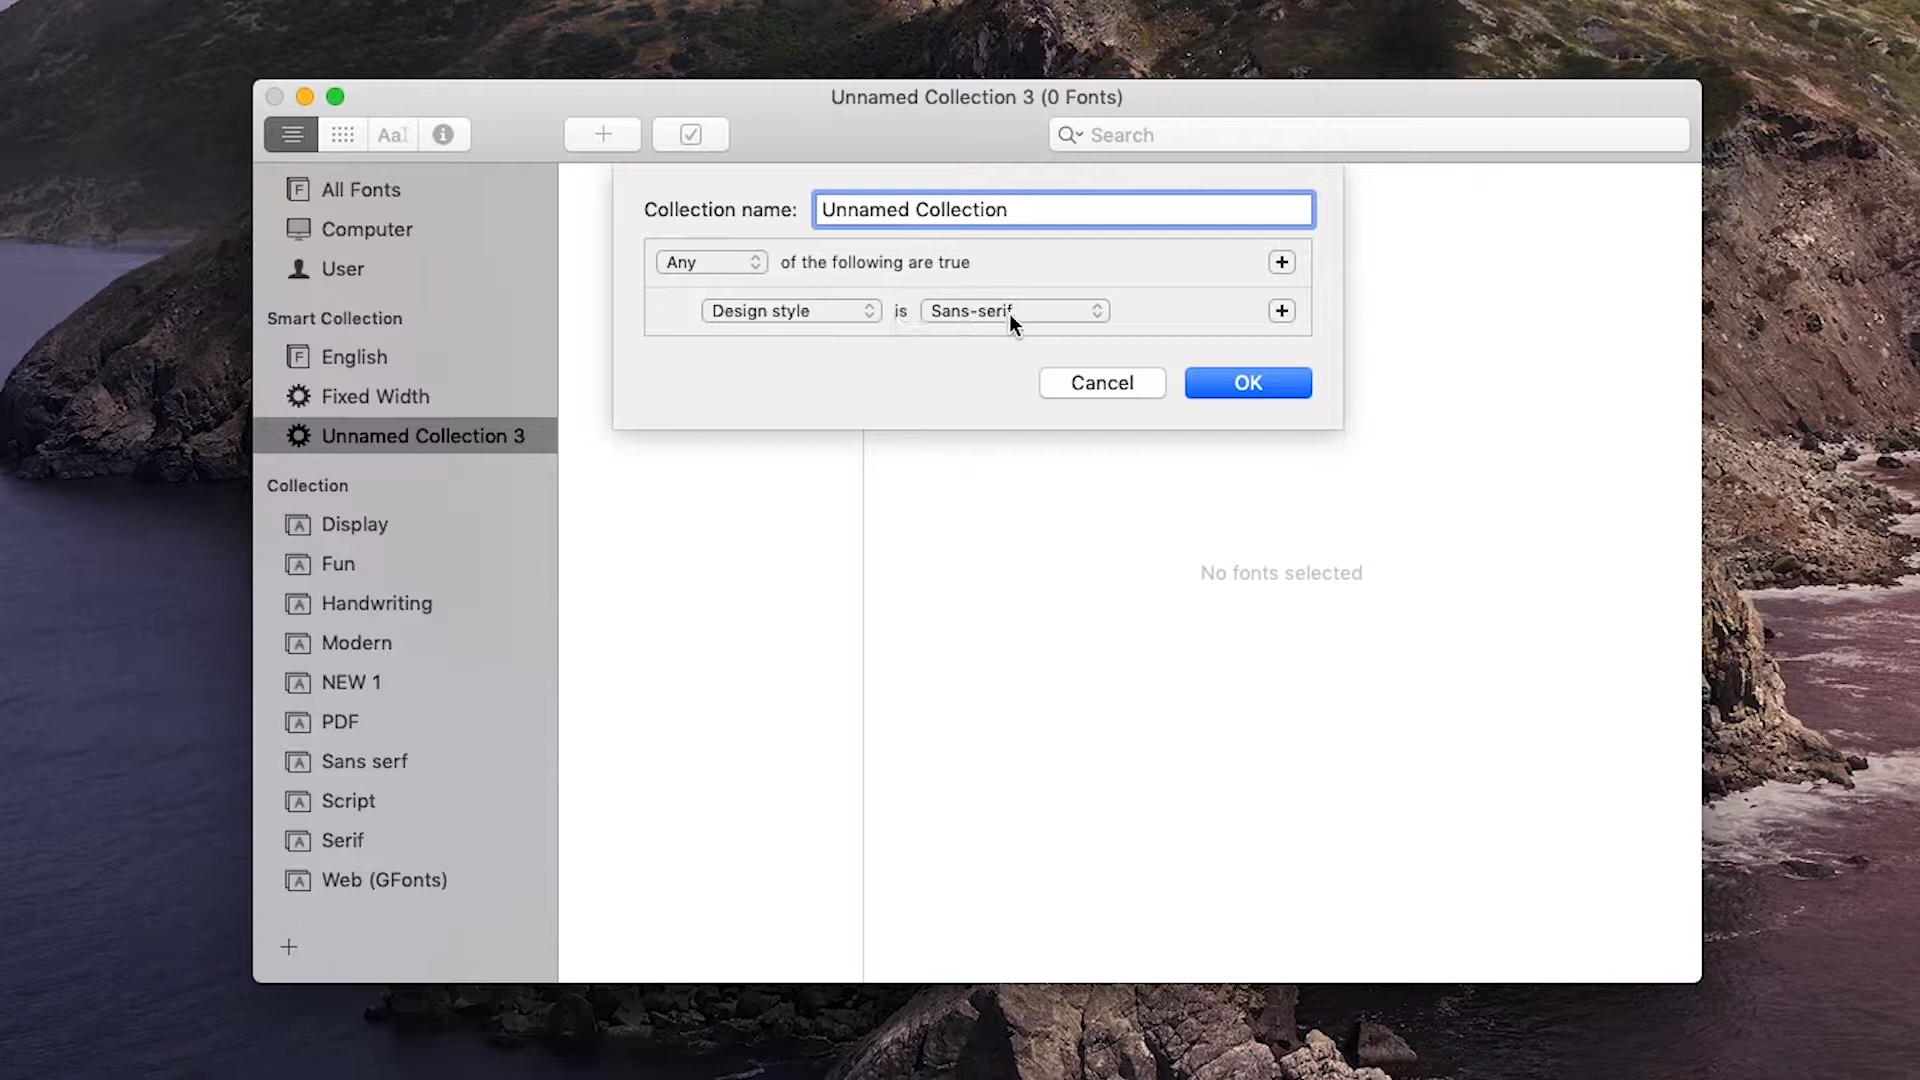 Unnamed Collection 3 (0 Fonts)
Aa
Search
All Fonts
Computer
User
Smart Collection
English
Fixed Width
Unnamed Collection 3
Collection
Display
Fun
Handwriting
Modern
NEW 1
PDF
Sans serf
Script
Serif
Web (GFonts)
Collection name: Unnamed Collection
Any of the following are true
Design style is Sans-serif
Cancel OK
No fonts selected